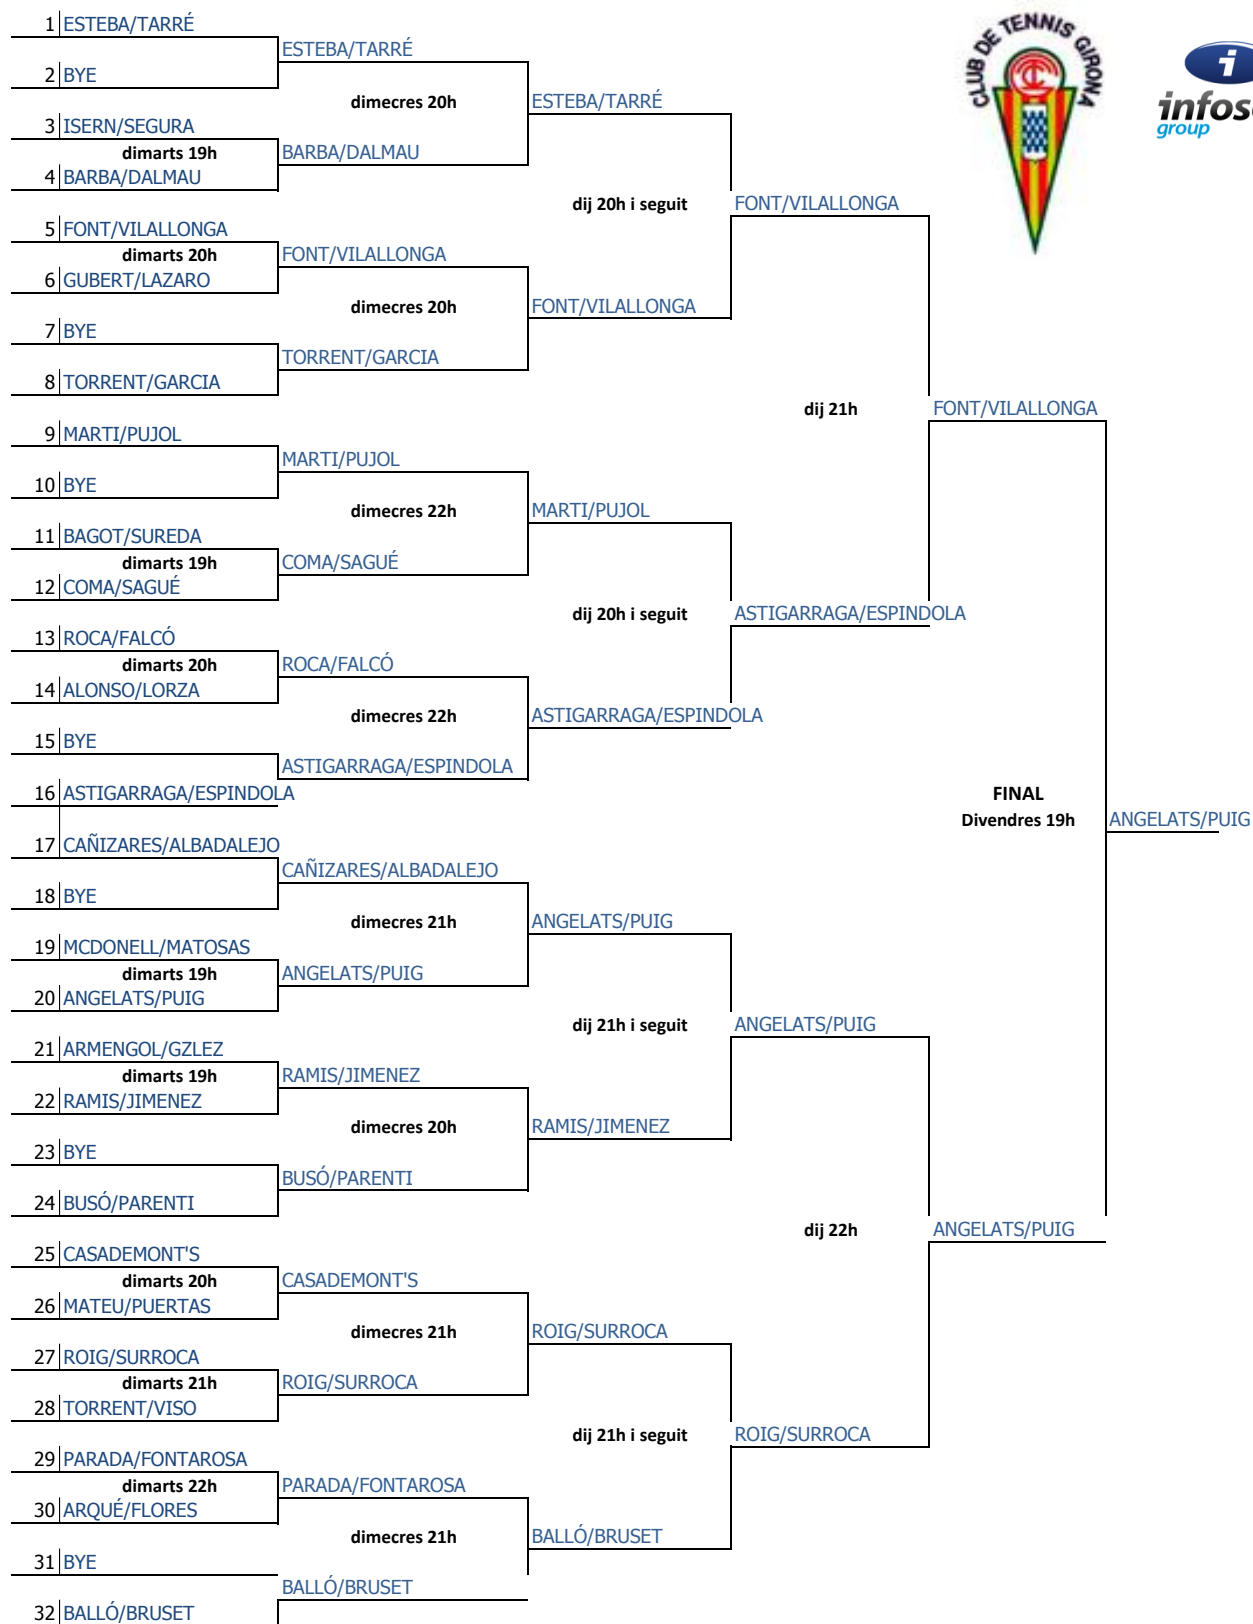 CLUB DE TENNIS GIRONA
i
group
1 ESTEBA/TARRÉ
ESTEBA/TARRÉ
2 BYE
dimecres 20h
ESTEBA/TARRÉ
3 ISERN/SEGURA
dimarts 19h
BARBA/DALMAU
4 BARBA/DALMAU
dij 20h i seguit
FONT/VILALLONGA
5 FONT/VILALLONGA
dimarts 20h
FONT/VILALLONGA
6 GUBERT/LAZARO
dimecres 20h
FONT/VILALLONGA
7 BYE
TORRENT/GARCIA
8 TORRENT/GARCIA
dij 21h
FONT/VILALLONGA
9 MARTI/PUJOL
MARTI/PUJOL
10 BYE
dimecres 22h
MARTI/PUJOL
11 BAGOT/SUREDA
dimarts 19h
COMA/SAGUÉ
12 COMA/SAGUÉ
dij 20h i seguit
ASTIGARRAGA/ESPINDOLA
13 ROCA/FALCÓ
dimarts 20h
ROCA/FALCÓ
14 ALONSO/LORZA
dimecres 22h
ASTIGARRAGA/ESPINDOLA
15 BYE
ASTIGARRAGA/ESPINDOLA
16 ASTIGARRAGA/ESPINDOLA
FINAL
Divendres 19h
ANGELATS/PUIG
17 CAÑIZARES/ALBADALEJO
CAÑIZARES/ALBADALEJO
18 BYE
dimecres 21h
ANGELATS/PUIG
19 MCDONELL/MATOSAS
dimarts 19h
ANGELATS/PUIG
20 ANGELATS/PUIG
dij 21h i seguit
ANGELATS/PUIG
21 ARMENGOL/GZLEZ
dimarts 19h
RAMIS/JIMENEZ
22 RAMIS/JIMENEZ
dimecres 20h
RAMIS/JIMENEZ
23 BYE
BUSÓ/PARENTI
24 BUSÓ/PARENTI
dij 22h
ANGELATS/PUIG
25 CASADEMONT'S
dimarts 20h
CASADEMONT'S
26 MATEU/PUERTAS
dimecres 21h
ROIG/SURROCA
27 ROIG/SURROCA
dimarts 21h
ROIG/SURROCA
28 TORRENT/VISO
dij 21h i seguit
ROIG/SURROCA
29 PARADA/FONTAROSA
dimarts 22h
PARADA/FONTAROSA
30 ARQUÉ/FLORES
dimecres 21h
BALLÓ/BRUSET
31 BYE
BALLÓ/BRUSET
32 BALLÓ/BRUSET